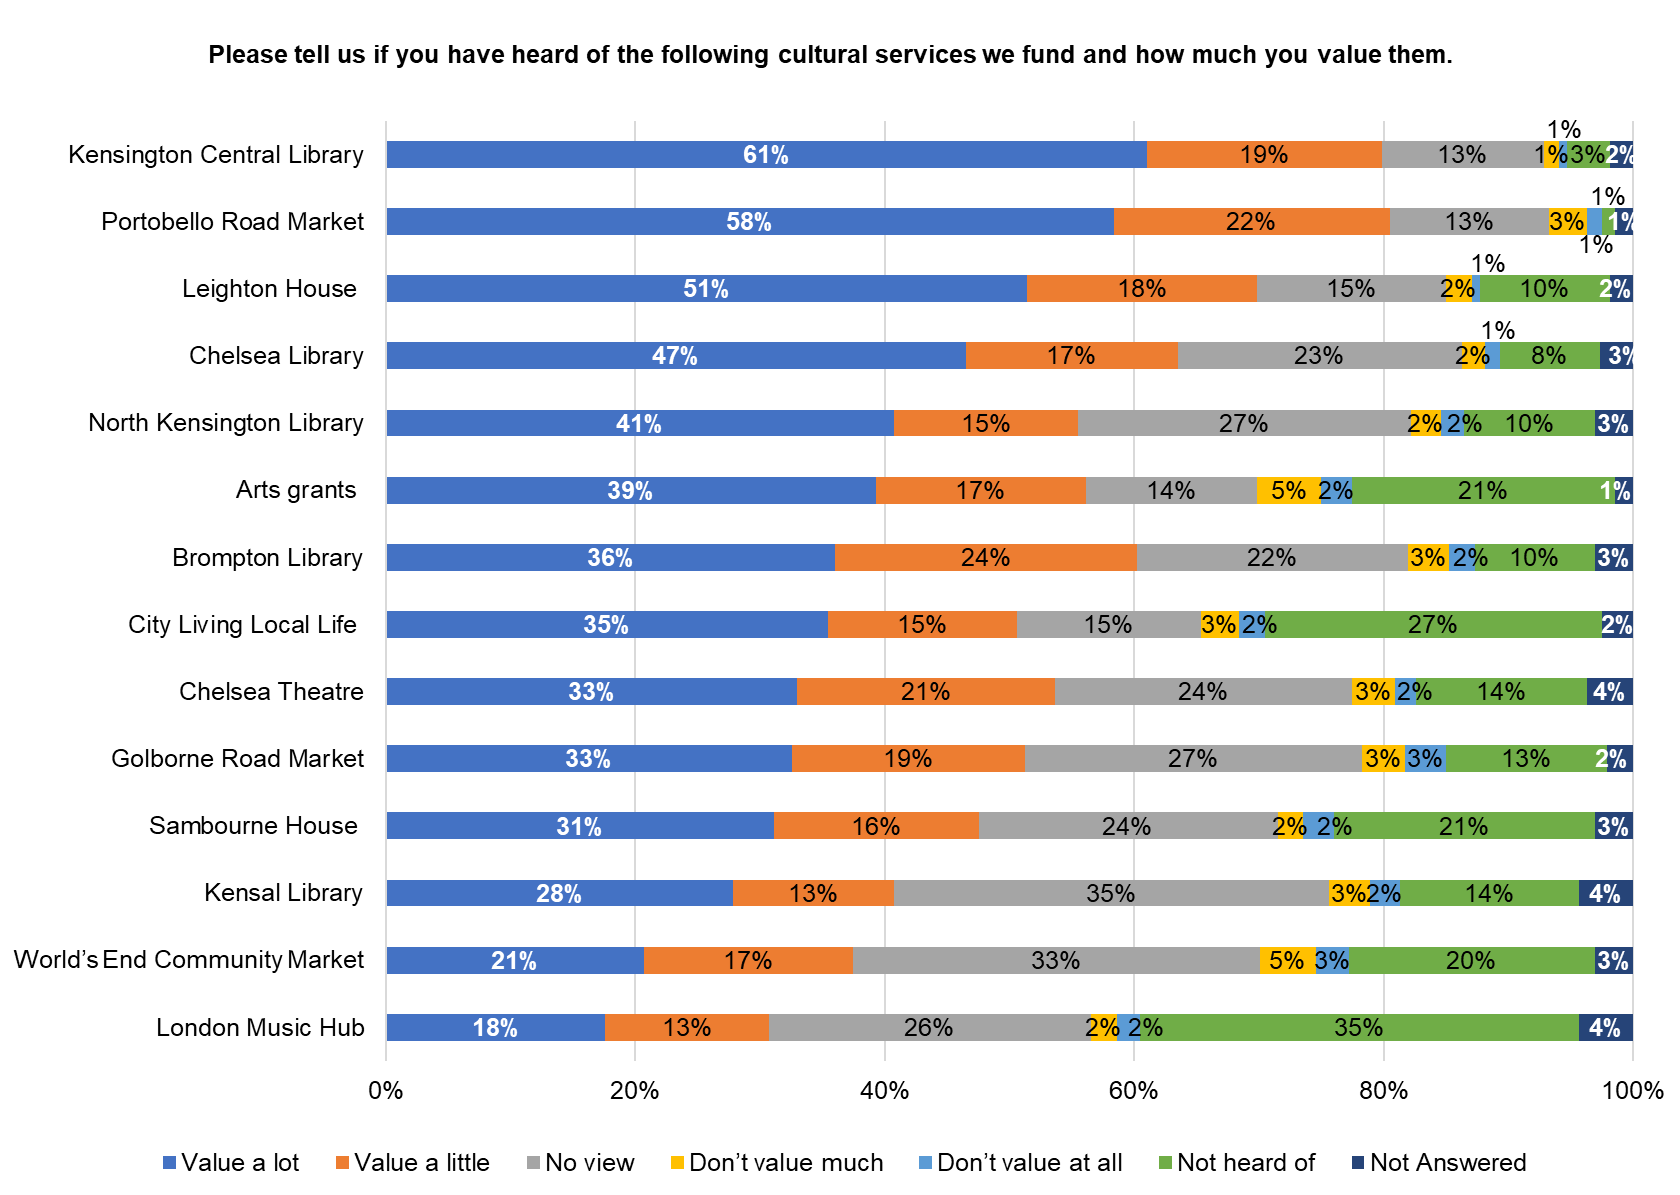 Please tell us if you have heard of the following cultural services we fund and how much you value them.
1%
Kensington Central Library 61% 19% 13% 1% 3% 2%
1%
Portobello Road Market 58% 22% 13% 3% 1%
1%
1%
Leighton House 51% 18% 15% 2% 10% 2%
1%
Chelsea Library 47% 17% 23% 2% 8% 3%
North Kensington Library 41% 15% 27% 2% 2% 10% 3%
Arts grants 39% 17% 14% 5% 2% 21% 1%
Brompton Library 36% 24% 22% 3% 2% 10% 3%
City Living Local Life 35% 15% 15% 3% 2% 27% 2%
Chelsea Theatre 33% 21% 24% 3% 2% 14% 4%
Golborne Road Market 33% 19% 27% 3% 3% 13% 2%
Sambourne House 31% 16% 24% 2% 2% 21% 3%
Kensal Library 28% 13% 35% 3% 2% 14% 4%
World’s End Community Market 21% 17% 33% 5% 3% 20% 3%
London Music Hub 18% 13% 26% 2% 2% 35% 4%
0% 20% 40% 60% 80% 100%
Value a lot Value a little No view Don’t value much Don’t value at all Not heard of Not Answered